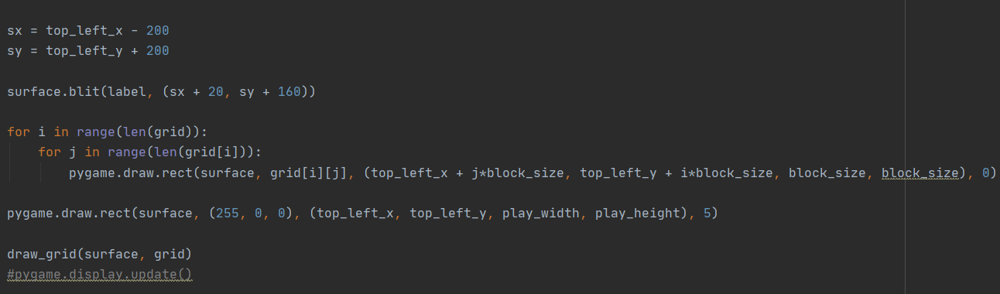 sx = top_left_x - 200
sy = top_left_y + 200
surface.blit(label, (sx + 20, sy + 160))
for i in range(len(grid)):
    for j in range(len(grid[i])):
        pygame.draw.rect(surface, grid[i][j], (top_left_x + j*block_size, top_left_y + i*block_size, block_size, block_size), 0)
pygame.draw.rect(surface, (255, 0, 0), (top_left_x, top_left_y, play_width, play_height), 5)
draw_grid(surface, grid)
#pygame.display.update()